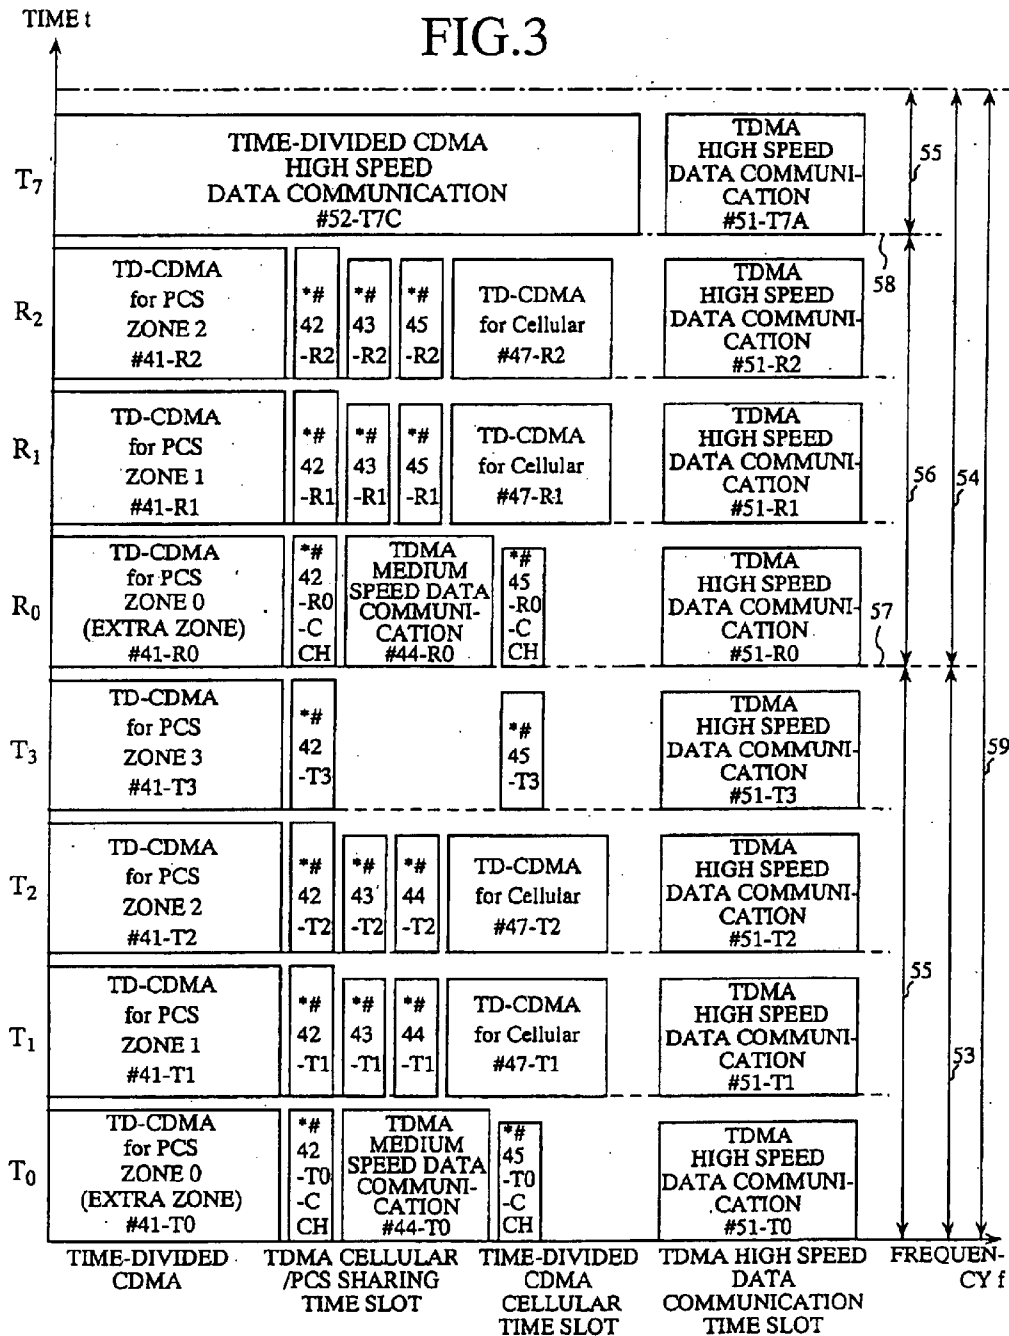 TIME t
FIG.3
T7
TIME-DIVIDED CDMA
HIGH SPEED
DATA COMMUNICATION
#52-T7C
TDMA
HIGH SPEED
DATA COMMUNI-
CATION
#51-T7A
55
58
R2
TD-CDMA
for PCS
ZONE 2
#41-R2
*#
42
-R2
*#
43
-R2
*#
45
-R2
TD-CDMA
for Cellular
#47-R2
TDMA
HIGH SPEED
DATA COMMUNI-
CATION
#51-R2
R1
TD-CDMA
for PCS
ZONE 1
#41-R1
*#
42
-R1
*#
43
-R1
*#
45
-R1
TD-CDMA
for Cellular
#47-R1
TDMA
HIGH SPEED
DATA COMMUNI-
CATION
#51-R1
56
54
R0
TD-CDMA
for PCS
ZONE 0
(EXTRA ZONE)
#41-R0
*#
42
-R0
-C
CH
TDMA
MEDIUM
SPEED DATA
COMMUNI-
CATION
#44-R0
*#
45
-R0
-C
CH
TDMA
HIGH SPEED
DATA COMMUNI-
CATION
#51-R0
57
T3
TD-CDMA
for PCS
ZONE 3
#41-T3
*#
42
-T3
*#
45
-T3
TDMA
HIGH SPEED
DATA COMMUNI-
CATION
#51-T3
59
T2
TD-CDMA
for PCS
ZONE 2
#41-T2
*#
42
-T2
*#
43
-T2
*#
44
-T2
TD-CDMA
for Cellular
#47-T2
TDMA
HIGH SPEED
DATA COMMUNI-
CATION
#51-T2
T1
TD-CDMA
for PCS
ZONE 1
#41-T1
*#
42
-T1
*#
43
-T1
*#
44
-T1
TD-CDMA
for Cellular
#47-T1
TDMA
HIGH SPEED
DATA COMMUNI-
CATION
#51-T1
55
53
T0
TD-CDMA
for PCS
ZONE 0
(EXTRA ZONE)
#41-T0
*#
42
-T0
-C
CH
TDMA
MEDIUM
SPEED DATA
COMMUNI-
CATION
#44-T0
*#
45
-T0
-C
CH
TDMA
HIGH SPEED
DATA COMMUNI-
CATION
#51-T0
TIME-DIVIDED
CDMA
TDMA CELLULAR
/PCS SHARING
TIME SLOT
TIME-DIVIDED
CDMA
CELLULAR
TIME SLOT
TDMA HIGH SPEED
DATA
COMMUNICATION
TIME SLOT
FREQUEN-
CY f